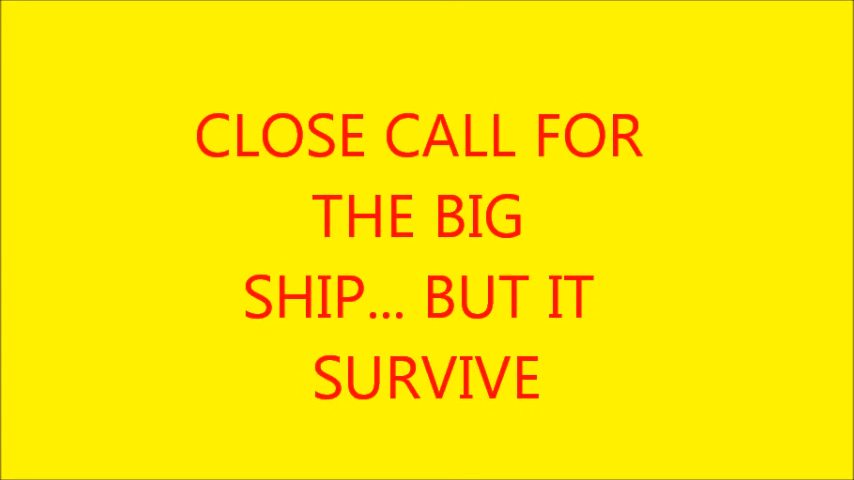 CLOSE CALL FOR
THE BIG
SHIP... BUT IT
SURVIVE